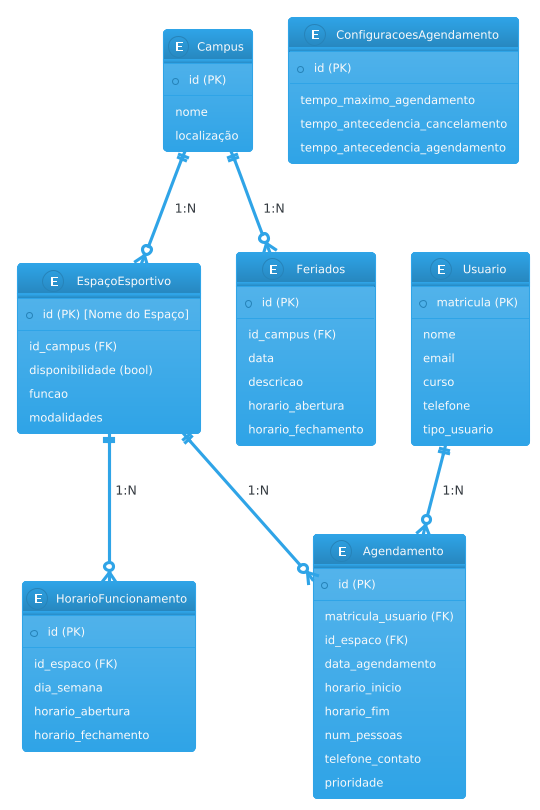 E Campus
id (PK)
nome
localização
E ConfiguracoesAgendamento
id (PK)
tempo_maximo_agendamento
tempo_antecedencia_cancelamento
tempo_antecedencia_agendamento
1:N
1:N
E EspaçoEsportivo
id (PK) [Nome do Espaço]
id_campus (FK)
disponibilidade (bool)
funcao
modalidades
E Feriados
id (PK)
id_campus (FK)
data
descricao
horario_abertura
horario_fechamento
E Usuario
matricula (PK)
nome
email
curso
telefone
tipo_usuario
1:N
1:N
1:N
E HorarioFuncionamento
id (PK)
id_espaco (FK)
dia_semana
horario_abertura
horario_fechamento
E Agendamento
id (PK)
matricula_usuario (FK)
id_espaco (FK)
data_agendamento
horario_inicio
horario_fim
num_pessoas
telefone_contato
prioridade